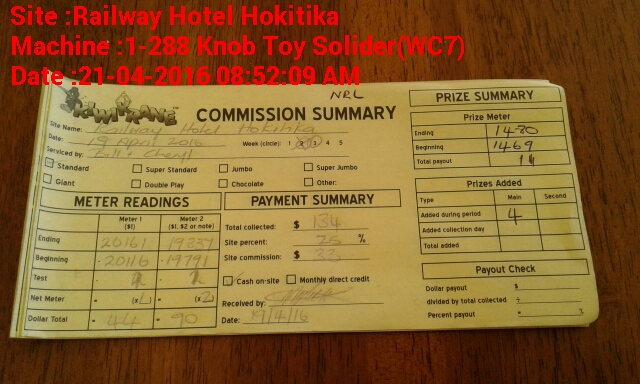 Site :Railway Hotel Hokitika
Machine :1-288 Knob Toy Solider(WC7)
Date :21-04-2016 08:52:09 AM
NRL
KIWI KRANE™
COMMISSION SUMMARY
Site Name: Railway Hotel Hokitika
Date: 19 April 2016 Week (circle): 1 2 3 4 5
Serviced by: Bill + Cheryl
Standard Super Standard Jumbo Super Jumbo
Giant Double Play Chocolate Other:
METER READINGS
Meter 1 ($1) Meter 2 ($1, $2 or note)
Ending 20161 19837
Beginning 20116 19791
Test
Net Meter = (x1) = (x2)
Dollar Total = 44 = 90
PAYMENT SUMMARY
Total collected: $ 134
Site percent: 25 %
Site commission: $ 33
Cash on-site Monthly direct credit
Received by:
Date: 19/4/16
PRIZE SUMMARY
Prize Meter
Ending 1480
Beginning 1469
Total payout 11
Prizes Added
Type Main Second
Added during period 4
Added collection day
Total added
Payout Check
Dollar payout $
divided by total collected ÷
Percent payout =